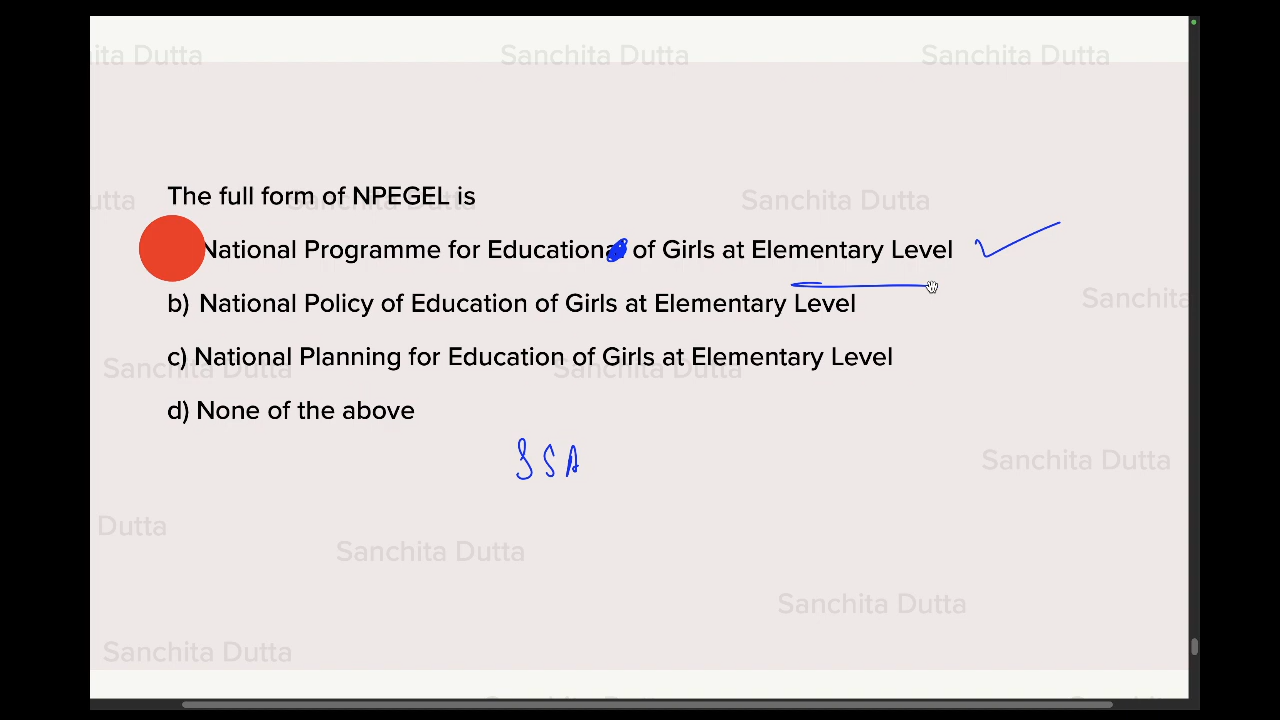 The full form of NPEGEL is
National Programme for Education of Girls at Elementary Level
b) National Policy of Education of Girls at Elementary Level
c) National Planning for Education of Girls at Elementary Level
d) None of the above
SSA
Sanchita Dutta